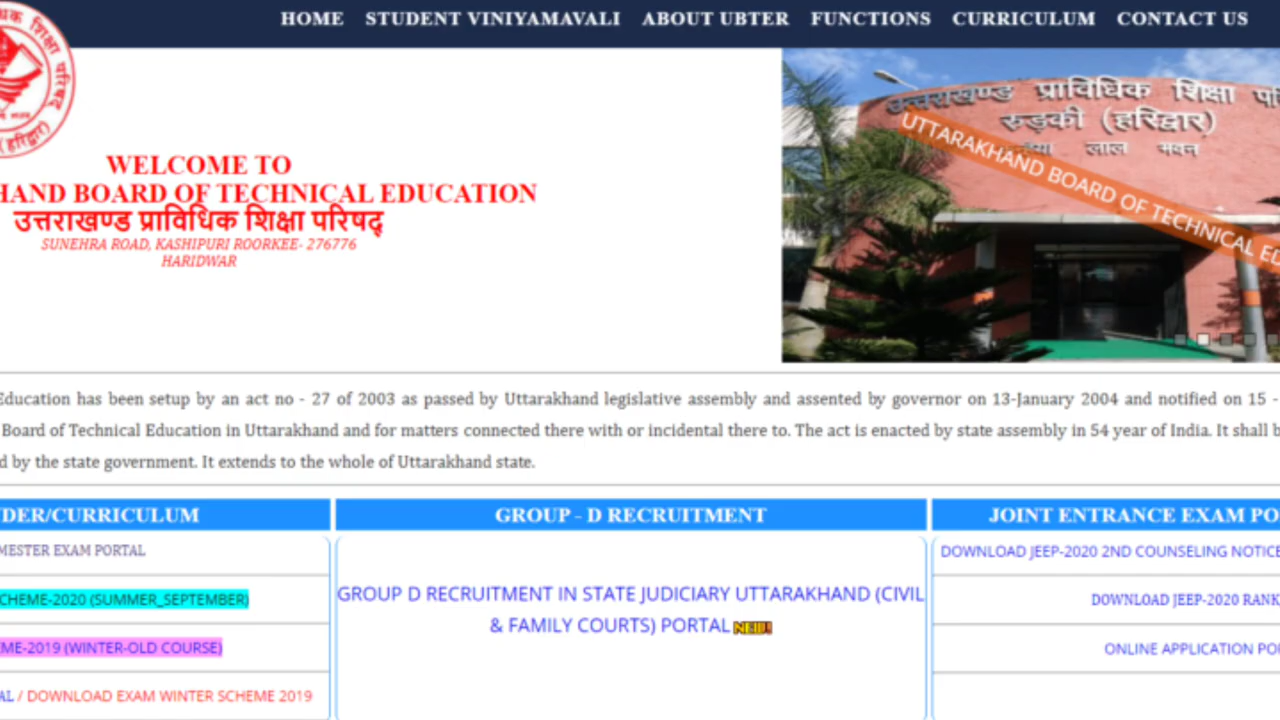 HOME STUDENT VINIYAMAVALI ABOUT UBTER FUNCTIONS CURRICULUM CONTACT US
शिक्षा परिषद्
(हरिद्वार)
WELCOME TO
HAND BOARD OF TECHNICAL EDUCATION
उत्तराखण्ड प्राविधिक शिक्षा परिषद्
SUNEHRA ROAD, KASHIPURI ROORKEE- 276776
HARIDWAR
उत्तराखण्ड प्राविधिक शिक्षा परि
रुड़की (हरिद्वार)
लाल भवन
UTTARAKHAND BOARD OF TECHNICAL ED
Education has been setup by an act no - 27 of 2003 as passed by Uttarakhand legislative assembly and assented by governor on 13-January 2004 and notified on 15 -
Board of Technical Education in Uttarakhand and for matters connected there with or incidental there to. The act is enacted by state assembly in 54 year of India. It shall b
d by the state government. It extends to the whole of Uttarakhand state.
DER/CURRICULUM
MESTER EXAM PORTAL
CHEME-2020 (SUMMER_SEPTEMBER)
ME-2019 (WINTER-OLD COURSE)
AL / DOWNLOAD EXAM WINTER SCHEME 2019
GROUP - D RECRUITMENT
GROUP D RECRUITMENT IN STATE JUDICIARY UTTARAKHAND (CIVIL
& FAMILY COURTS) PORTAL NEW!
JOINT ENTRANCE EXAM PO
DOWNLOAD JEEP-2020 2ND COUNSELING NOTICE
DOWNLOAD JEEP-2020 RANK
ONLINE APPLICATION PO